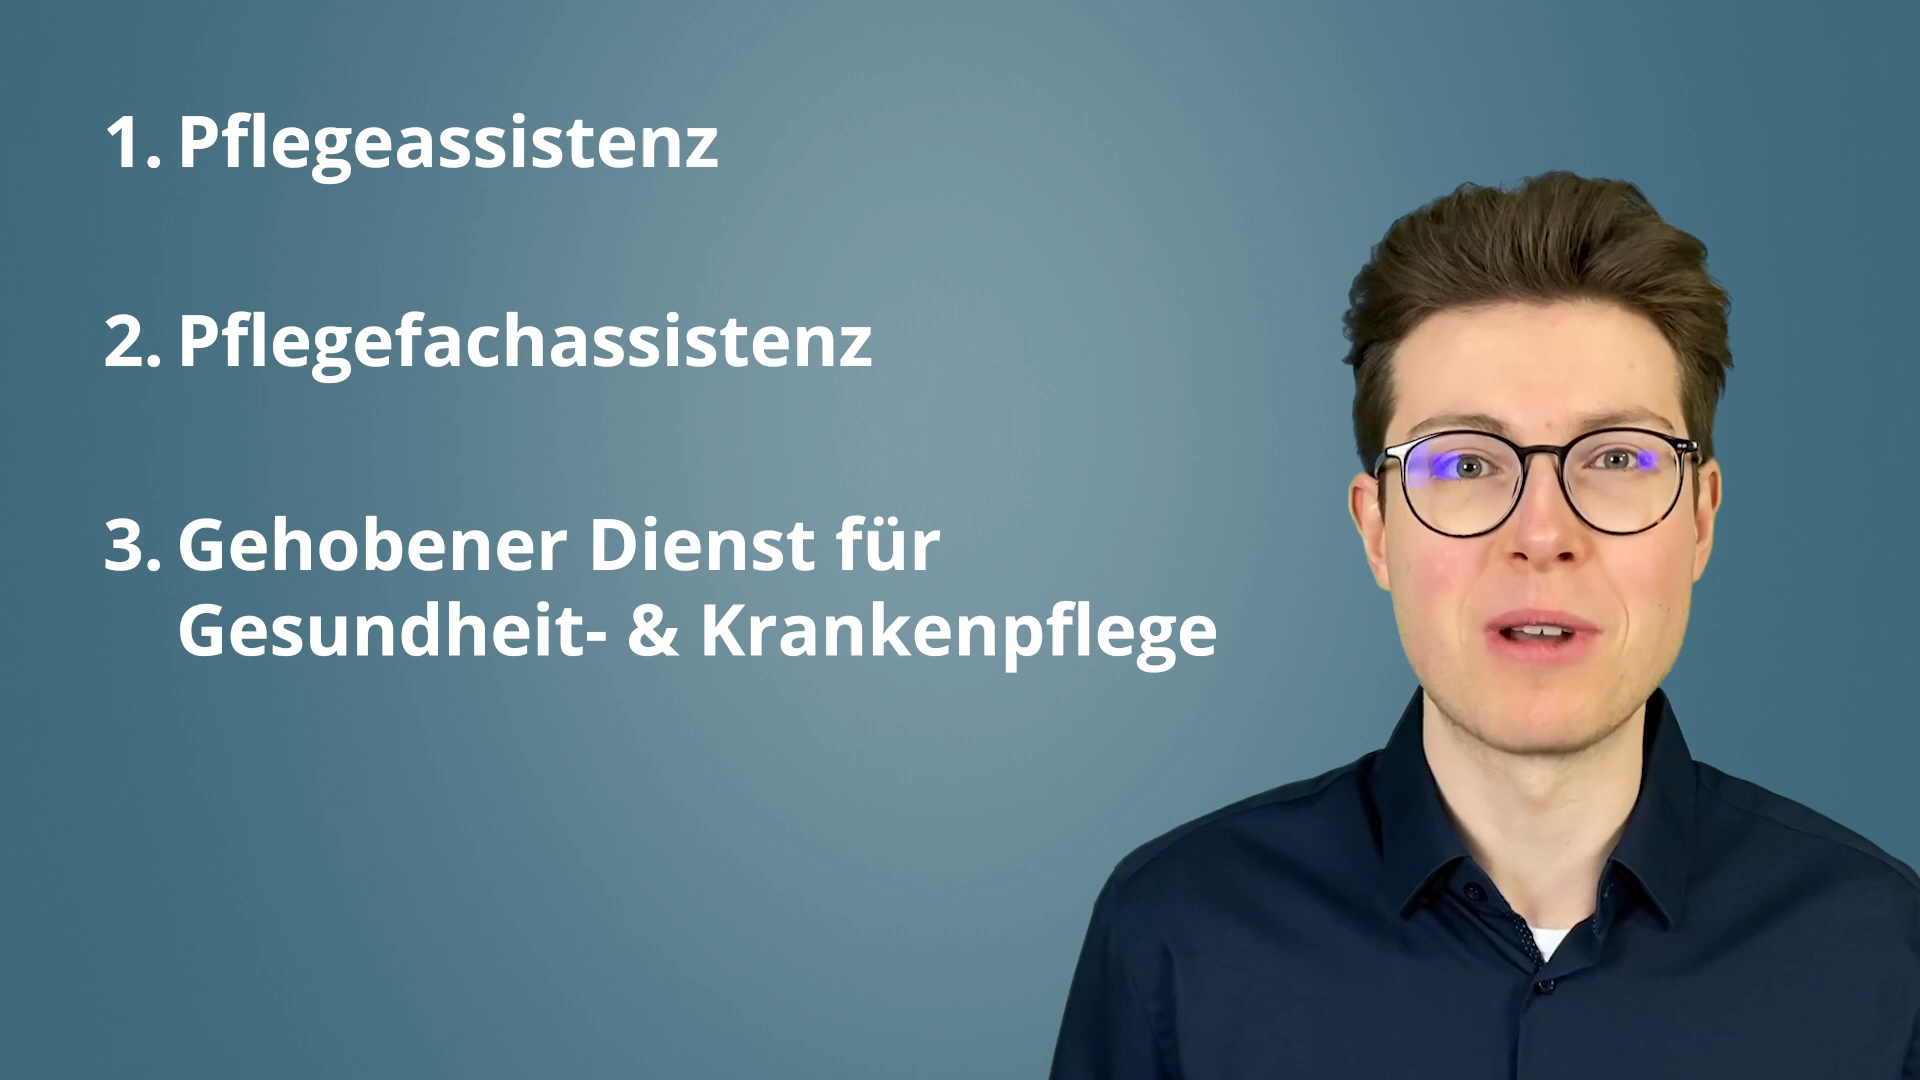 1. Pflegeassistenz
2. Pflegefachassistenz
3. Gehobener Dienst für
Gesundheit- & Krankenpflege